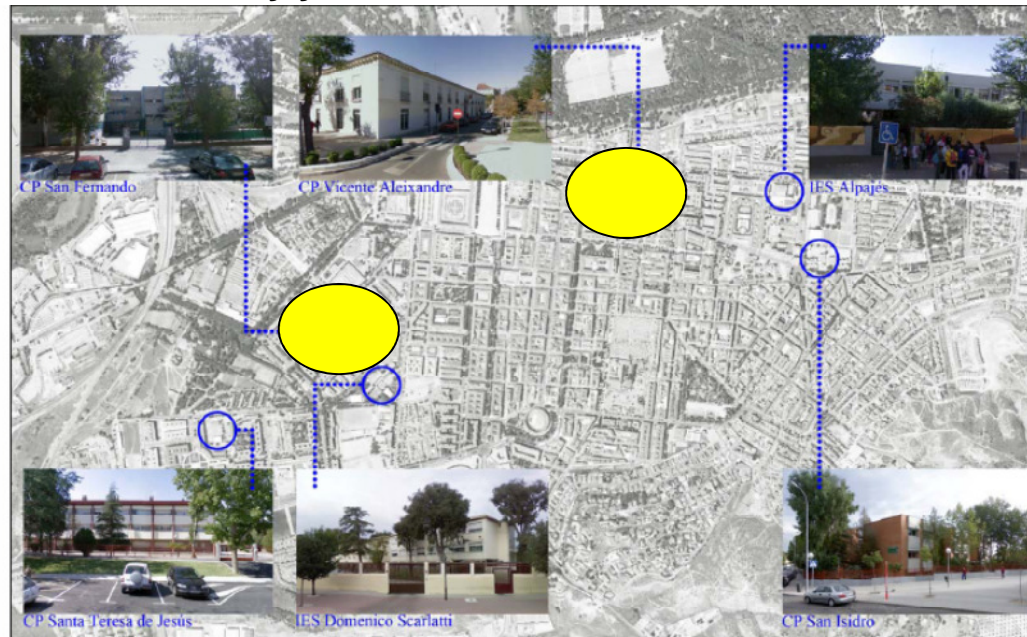 CP San Fernando
CP Vicente Aleixandre
IES Alpajés
CP Santa Teresa de Jesús
IES Domenico Scarlatti
CP San Isidro